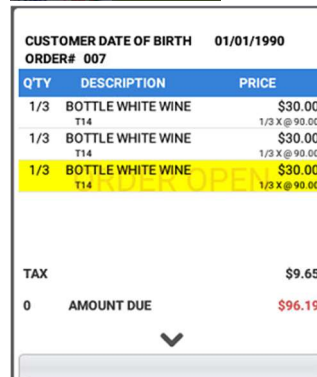 CUSTOMER DATE OF BIRTH 01/01/1990
ORDER# 007
Q'TY DESCRIPTION PRICE
1/3 BOTTLE WHITE WINE $30.00
T14 1/3 X @ 90.00
1/3 BOTTLE WHITE WINE $30.00
T14 1/3 X @ 90.00
1/3 BOTTLE WHITE WINE $30.00
ORDER OPEN
T14 1/3 X @ 90.00
TAX $9.65
0 AMOUNT DUE $96.19